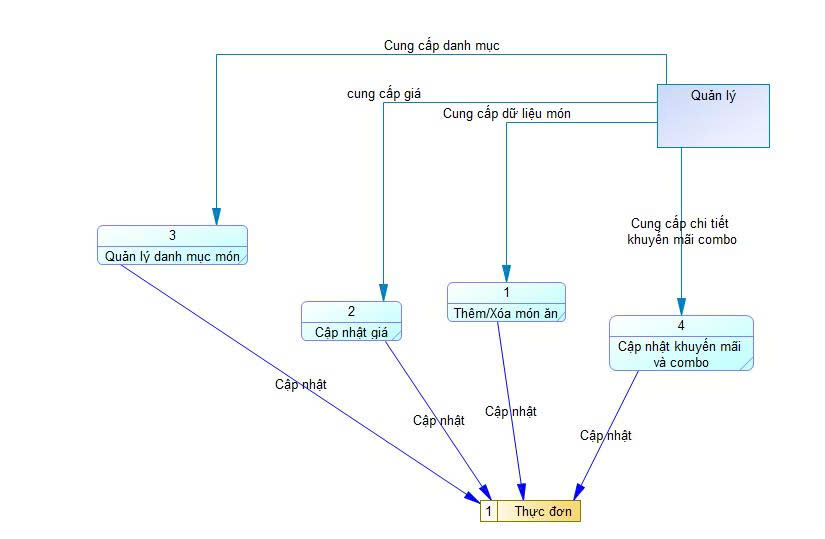 Cung cấp danh mục
cung cấp giá
Quản lý
Cung cấp dữ liệu món
Cung cấp chi tiết
khuyến mãi combo
3
Quản lý danh mục món
2
Cập nhật giá
1
Thêm/Xóa món ăn
4
Cập nhật khuyến mãi
và combo
Cập nhật
Cập nhật
Cập nhật
Cập nhật
1
Thực đơn